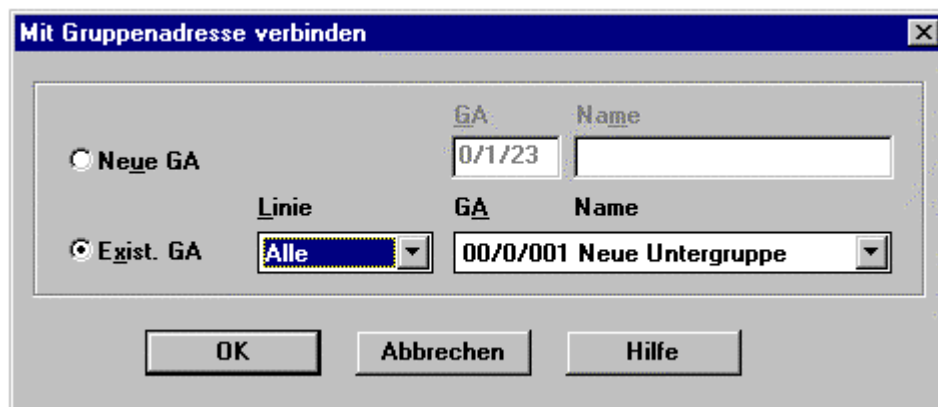 Mit Gruppenadresse verbinden
GA Name
Neue GA 0/1/23
Linie GA Name
Exist. GA Alle 00/0/001 Neue Untergruppe
OK Abbrechen Hilfe